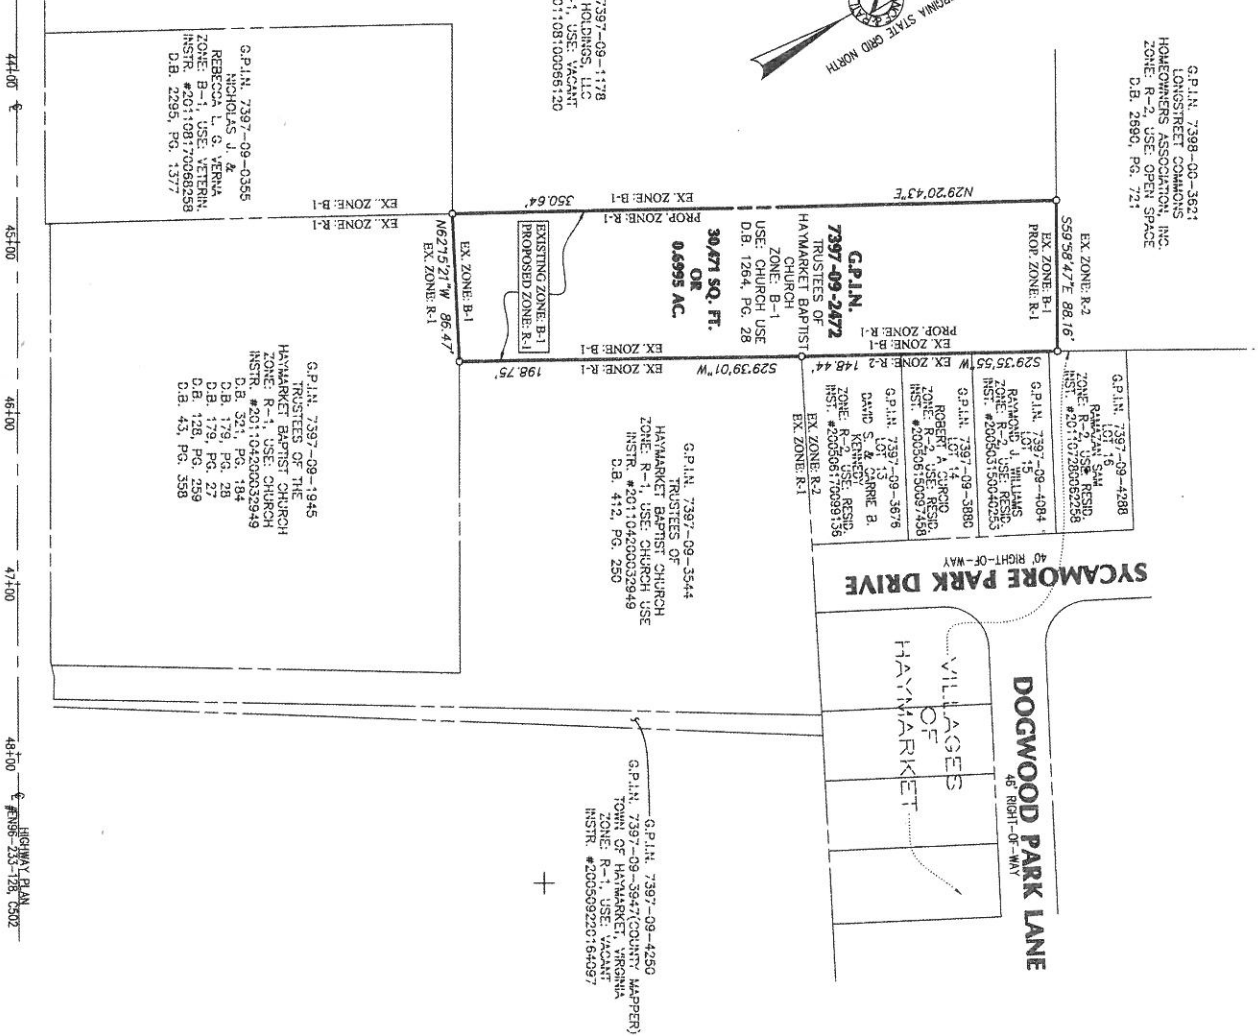 G.P.I.N. 7398-00-3621
LONGSTREET COMMONS
HOMEOWNERS ASSOCIATION, INC.
ZONE: R-2, USE: OPEN SPACE
D.B. 2690, PG. 721
STATE GRID NORTH
7397-09-1178
HOLDINGS, LLC
-1, USE: VACANT
01108100066120
G.P.I.N. 7397-09-0355
NICHOLAS J. &
REBECCA L. G. VERNA
ZONE: B-1, USE: VETERIN.
INSTR. #201108170068258
D.B. 2295, PG. 1377
EX. ZONE: B-1
EX. ZONE: R-1
N29°20'43"E
350.64'
EX. ZONE: B-1
PROP. ZONE: R-1
EX. ZONE: R-2
S59°58'47"E 88.16'
EX. ZONE: B-1
PROP. ZONE: R-1
G.P.I.N.
7397-09-2472
TRUSTEES OF
HAYMARKET BAPTIST
CHURCH
ZONE: B-1
USE: CHURCH USE
D.B. 1264, PG. 28
30,471 SQ. FT.
OR
0.6995 AC.
EXISTING ZONE: B-1
PROPOSED ZONE: R-1
EX. ZONE: B-1
N62°15'21"W 86.47'
EX. ZONE: R-1
PROP. ZONE: R-1
EX. ZONE: B-1
S29°35'55"W
EX. ZONE: R-2
148.44'
EX. ZONE: B-1
S29°39'01"W
EX. ZONE: R-1
198.75'
G.P.I.N. 7397-09-4288
LOT 16
RAMAZAN SAM
ZONE: R-2, USE: RESID.
INST. #201107280062258
G.P.I.N. 7397-09-4084
LOT 15
RAYMOND J. WILLIAMS
ZONE: R-2, USE: RESID.
INST. #200503150040253
G.P.I.N. 7397-09-3880
LOT 14
ROBERT A CURCIO
ZONE: R-2, USE: RESID.
INST. #200506150097458
G.P.I.N. 7397-09-3676
LOT 13
DAVID S. & CARRIE B.
KENNEDY
ZONE: R-2, USE: RESID.
INST. #200506170099136
EX. ZONE: R-2
EX. ZONE: R-1
SYCAMORE PARK DRIVE
40' RIGHT-OF-WAY
DOGWOOD PARK LANE
46' RIGHT-OF-WAY
VILLAGES
OF
HAYMARKET
G.P.I.N. 7397-09-3544
TRUSTEES OF
HAYMARKET BAPTIST CHURCH
ZONE: R-1, USE: CHURCH USE
INSTR. #201104200032949
D.B. 412, PG. 250
G.P.I.N. 7397-09-1945
TRUSTEES OF THE
HAYMARKET BAPTIST CHURCH
ZONE: R-1, USE: CHURCH
INSTR. #201104200032949
D.B. 321, PG. 184
D.B. 179, PG. 28
D.B. 179, PG. 27
D.B. 128, PG. 259
D.B. 43, PG. 358
G.P.I.N. 7397-09-4250
G.P.I.N. 7397-09-3947(COUNTY MAPPER)
TOWN OF HAYMARKET, VIRGINIA
ZONE: R-1, USE: VACANT
INSTR. #200509220164097
44+00
45+00
46+00
47+00
48+00
HIGHWAY PLAN
#EN96-233-128, C502